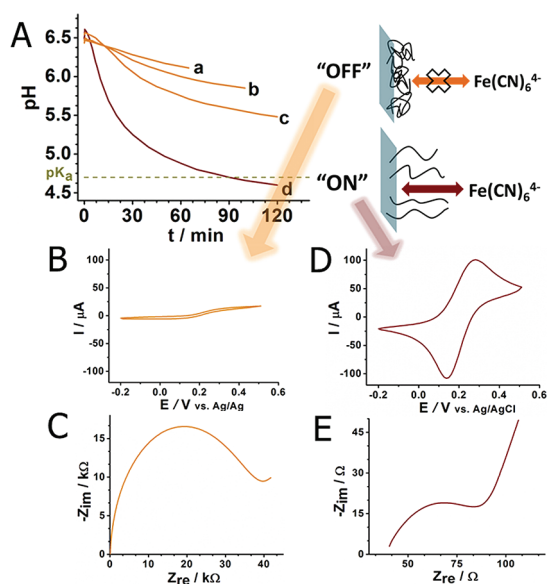 A
pH
6.5
6.0
5.5
5.0
4.5
pKa
a
b
c
d
0 30 60 90 120
t / min
"OFF"
Fe(CN)6 4-
"ON"
Fe(CN)6 4-
B
I / μA
100
50
0
-50
-100
-0.2 0.0 0.2 0.4 0.6
E / V vs. Ag/Ag
D
I / μA
100
50
0
-50
-100
-0.2 0.0 0.2 0.4 0.6
E / V vs. Ag/AgCl
C
-Zim / kΩ
15
10
5
0
0 10 20 30 40 50
Zre / kΩ
E
-Zim / Ω
45
30
15
0
25 50 75 100 125
Zre / Ω